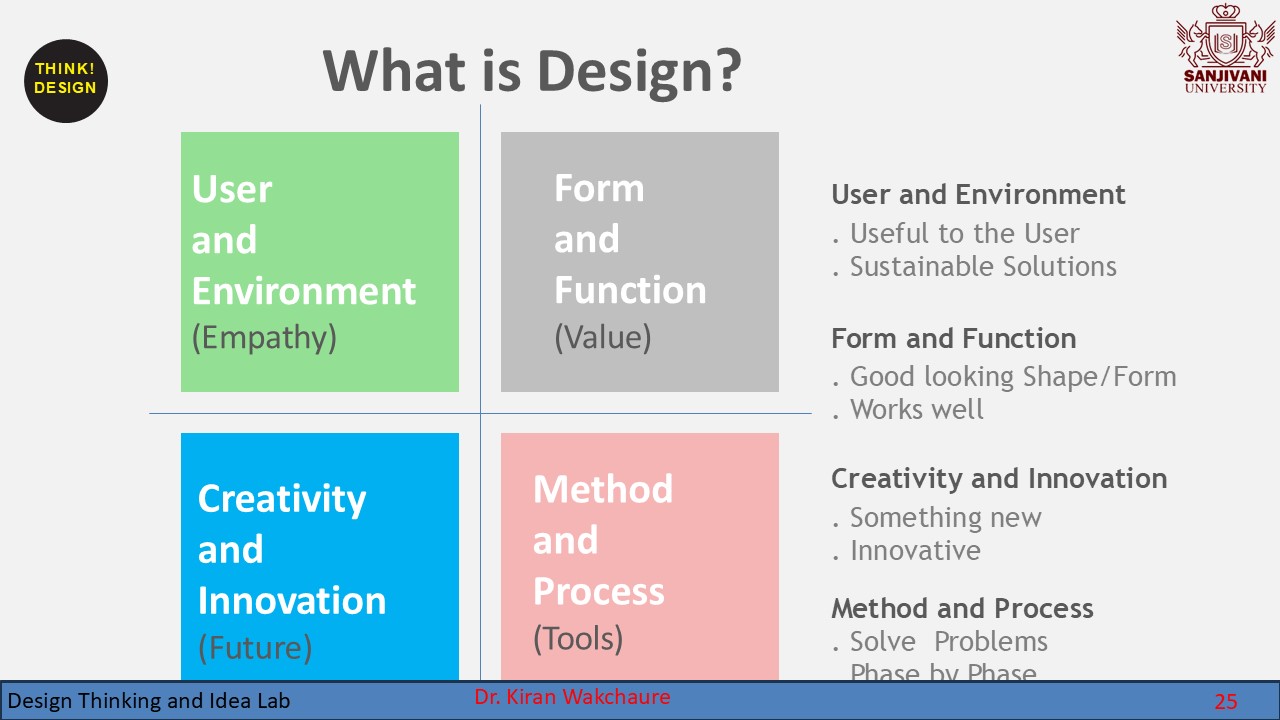 THINK!
DESIGN
What is Design?
SANJIVANI
UNIVERSITY
User
and
Environment
(Empathy)
Form
and
Function
(Value)
Creativity
and
Innovation
(Future)
Method
and
Process
(Tools)
User and Environment
. Useful to the User
. Sustainable Solutions
Form and Function
. Good looking Shape/Form
. Works well
Creativity and Innovation
. Something new
. Innovative
Method and Process
. Solve  Problems
Phase by Phase
Design Thinking and Idea Lab
Dr. Kiran Wakchaure
25